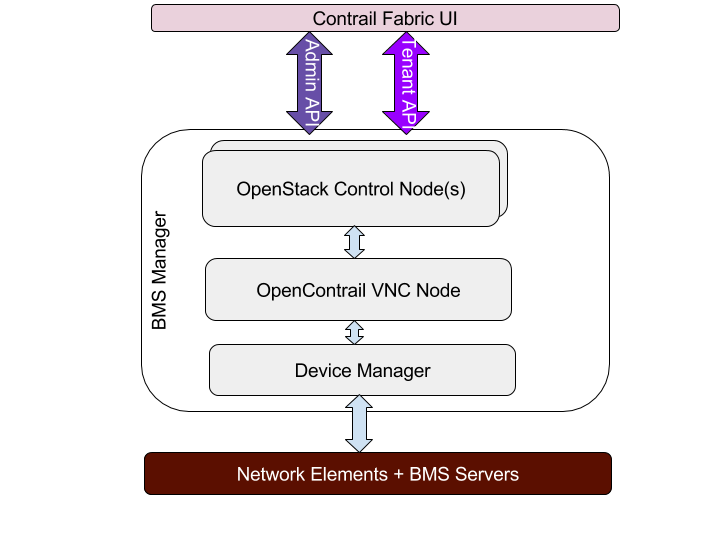 Contrail Fabric UI
Admin API
Tenant API
BMS Manager
OpenStack Control Node(s)
OpenContrail VNC Node
Device Manager
Network Elements + BMS Servers